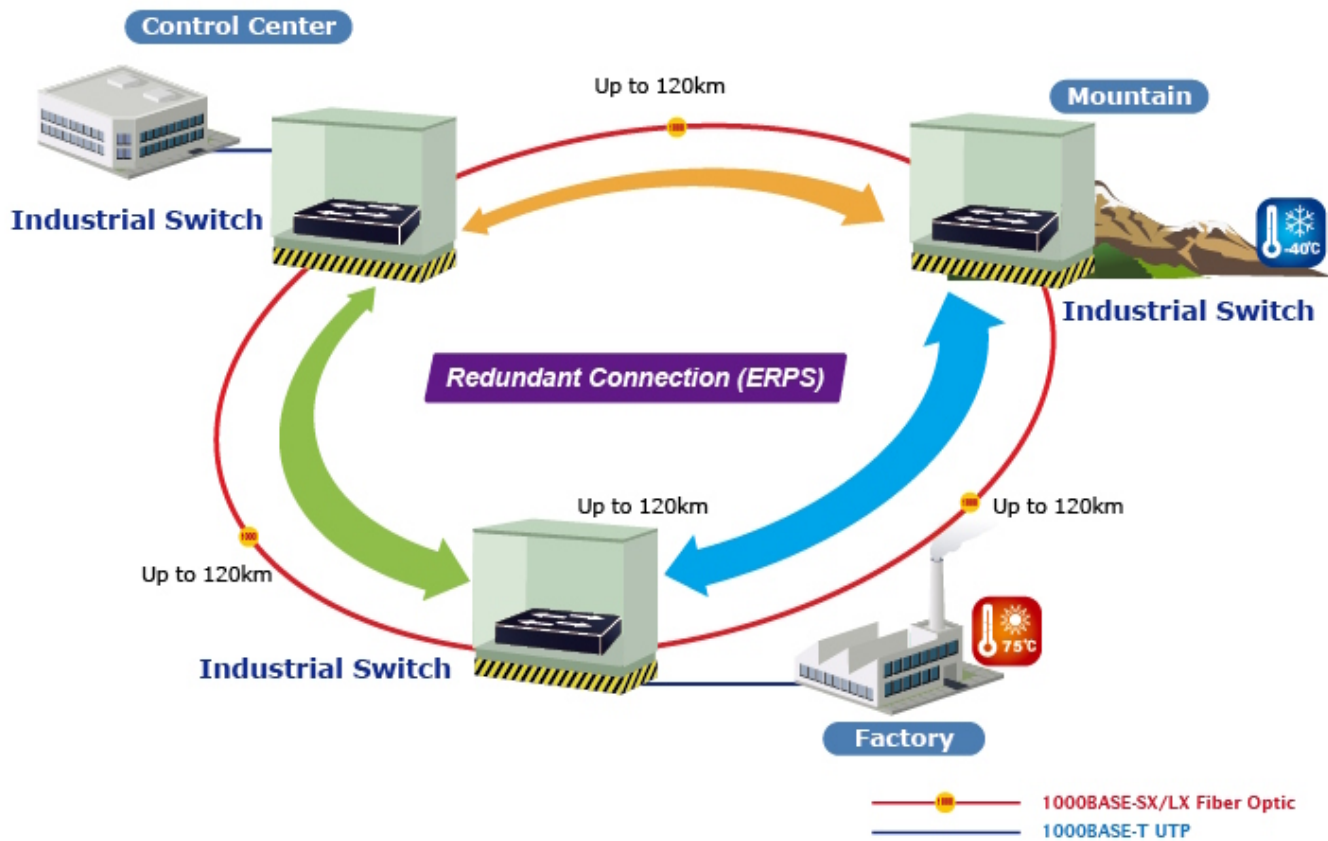 Control Center
Up to 120km
Mountain
Industrial Switch
-40℃
Industrial Switch
Redundant Connection (ERPS)
Up to 120km
Up to 120km
Up to 120km
75℃
Industrial Switch
Factory
1000BASE-SX/LX Fiber Optic
1000BASE-T UTP